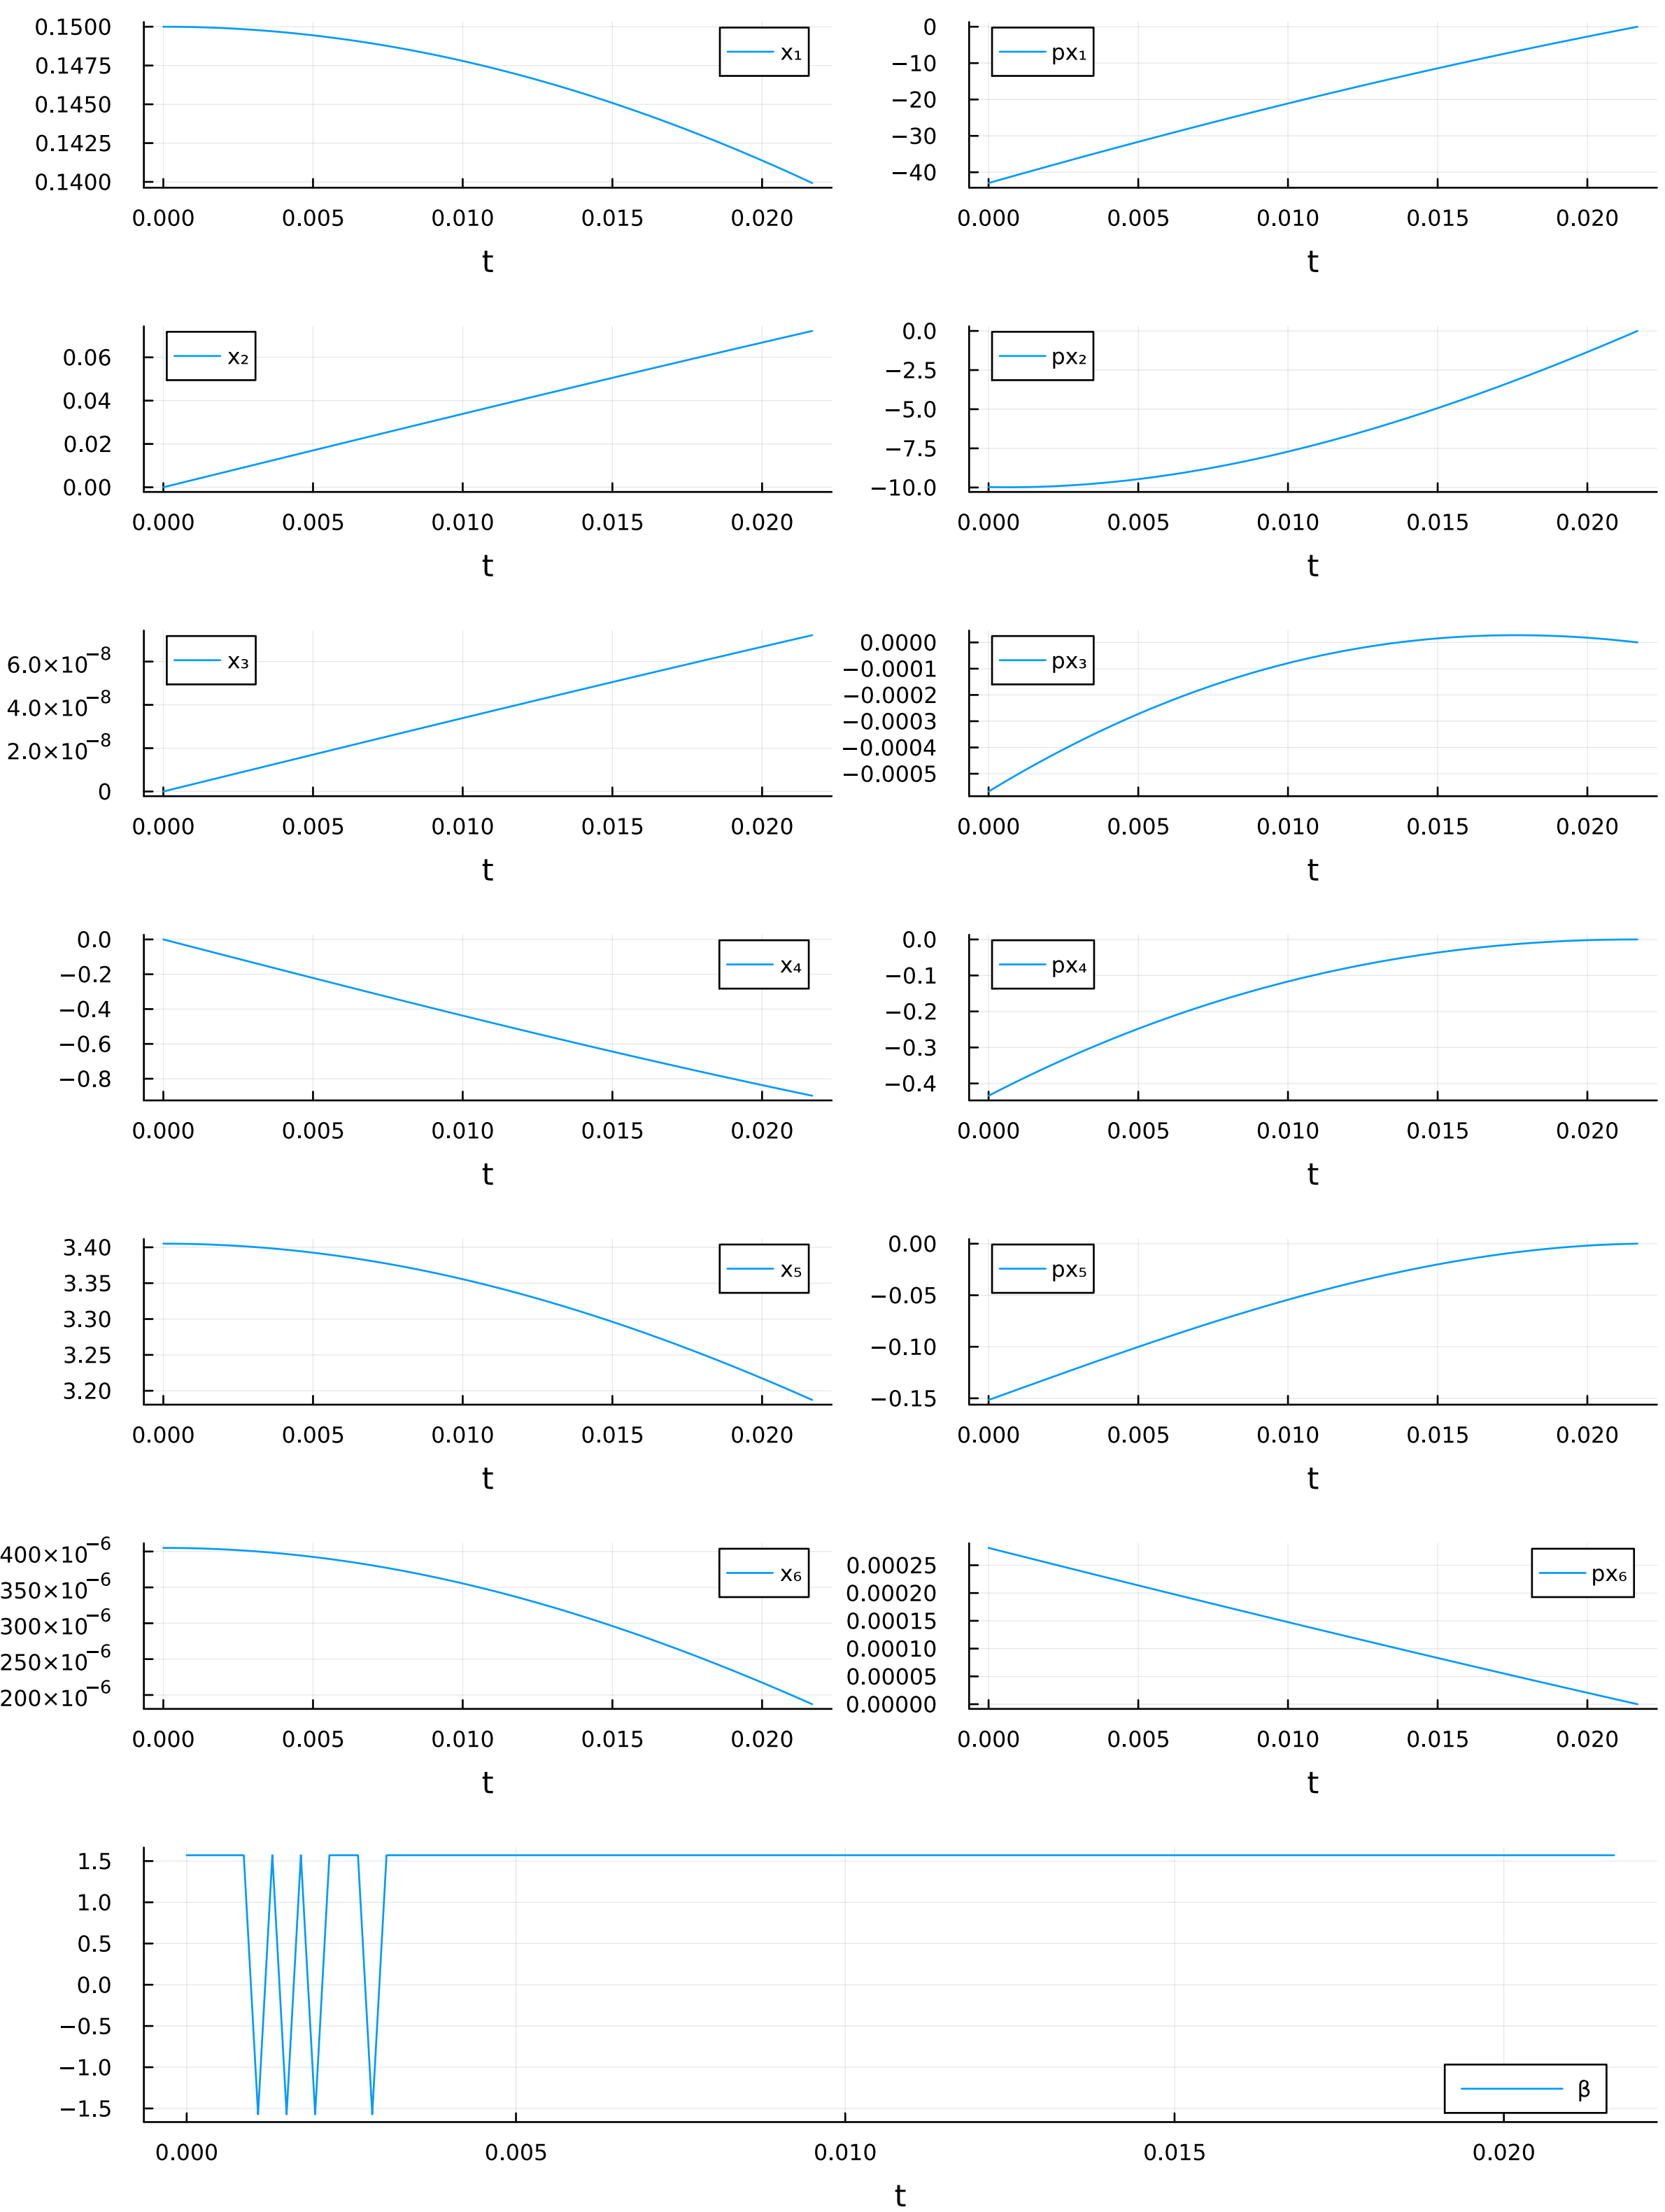 0.1500
0.1475
0.1450
0.1425
0.1400
x₁
0.000 0.005 0.010 0.015 0.020
t
0
−10
−20
−30
−40
px₁
0.000 0.005 0.010 0.015 0.020
t
0.06
0.04
0.02
0.00
x₂
0.000 0.005 0.010 0.015 0.020
t
0.0
−2.5
−5.0
−7.5
−10.0
px₂
0.000 0.005 0.010 0.015 0.020
t
6.0×10⁻⁸
4.0×10⁻⁸
2.0×10⁻⁸
0
x₃
0.000 0.005 0.010 0.015 0.020
t
0.0000
−0.0001
−0.0002
−0.0003
−0.0004
−0.0005
px₃
0.000 0.005 0.010 0.015 0.020
t
0.0
−0.2
−0.4
−0.6
−0.8
x₄
0.000 0.005 0.010 0.015 0.020
t
0.0
−0.1
−0.2
−0.3
−0.4
px₄
0.000 0.005 0.010 0.015 0.020
t
3.40
3.35
3.30
3.25
3.20
x₅
0.000 0.005 0.010 0.015 0.020
t
0.00
−0.05
−0.10
−0.15
px₅
0.000 0.005 0.010 0.015 0.020
t
400×10⁻⁶
350×10⁻⁶
300×10⁻⁶
250×10⁻⁶
200×10⁻⁶
x₆
0.000 0.005 0.010 0.015 0.020
t
0.00025
0.00020
0.00015
0.00010
0.00005
0.00000
px₆
0.000 0.005 0.010 0.015 0.020
t
1.5
1.0
0.5
0.0
−0.5
−1.0
−1.5
β
0.000 0.005 0.010 0.015 0.020
t